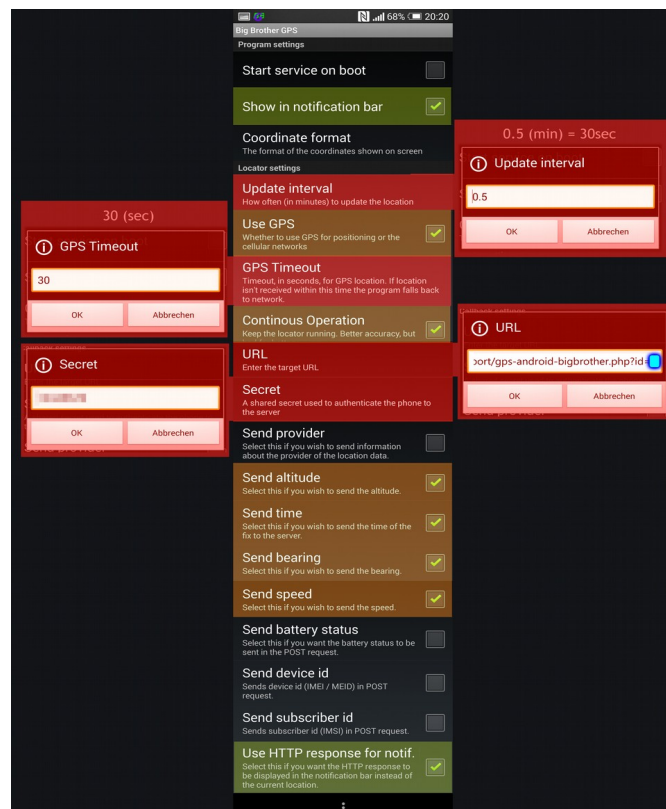 68% 20:20
Big Brother GPS
Program settings
Start service on boot
Show in notification bar
Coordinate format
The format of the coordinates shown on screen
Locator settings
Update interval
How often (in minutes) to update the location
Use GPS
Whether to use GPS for positioning or the
cellular networks
GPS Timeout
Timeout, in seconds, for GPS location. If location
isn't received within this time the program falls back
to network.
Continous Operation
Keep the locator running. Better accuracy, but
URL
Enter the target URL
Secret
A shared secret used to authenticate the phone to
the server
Send provider
Select this if you wish to send information
about the provider of the location data.
Send altitude
Select this if you wish to send the altitude.
Send time
Select this if you wish to send the time of the
fix to the server.
Send bearing
Select this if you wish to send the bearing.
Send speed
Select this if you wish to send the speed.
Send battery status
Select this if you want the battery status to be
sent in the POST request.
Send device id
Sends device id (IMEI / MEID) in POST
request.
Send subscriber id
Sends subscriber id (IMSI) in POST request.
Use HTTP response for notif.
Select this if you want the HTTP response to
be displayed in the notification bar instead of
the current location.
30 (sec)
GPS Timeout
30
OK Abbrechen
Secret
OK Abbrechen
0.5 (min) = 30sec
Update interval
0.5
OK Abbrechen
URL
port/gps-android-bigbrother.php?id=
OK Abbrechen